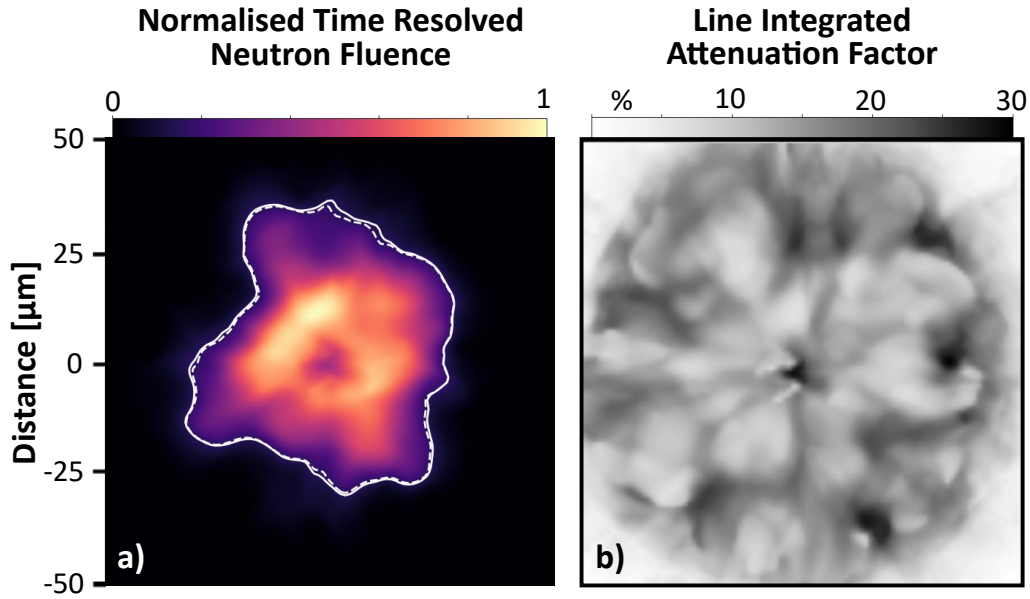 Normalised Time Resolved
Neutron Fluence
0 1
50
25
0
-25
-50
Distance [µm]
a)
Line Integrated
Attenuation Factor
% 10 20 30
b)